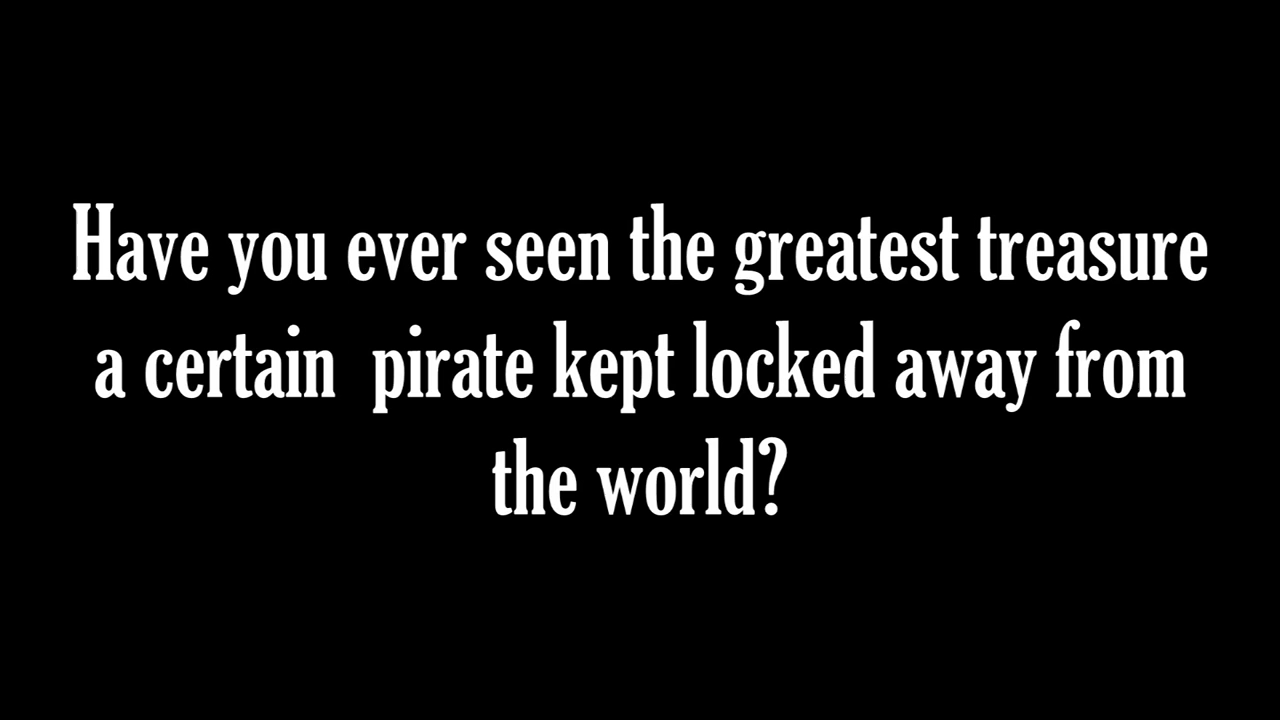 Have you ever seen the greatest treasure
a certain  pirate kept locked away from
the world?